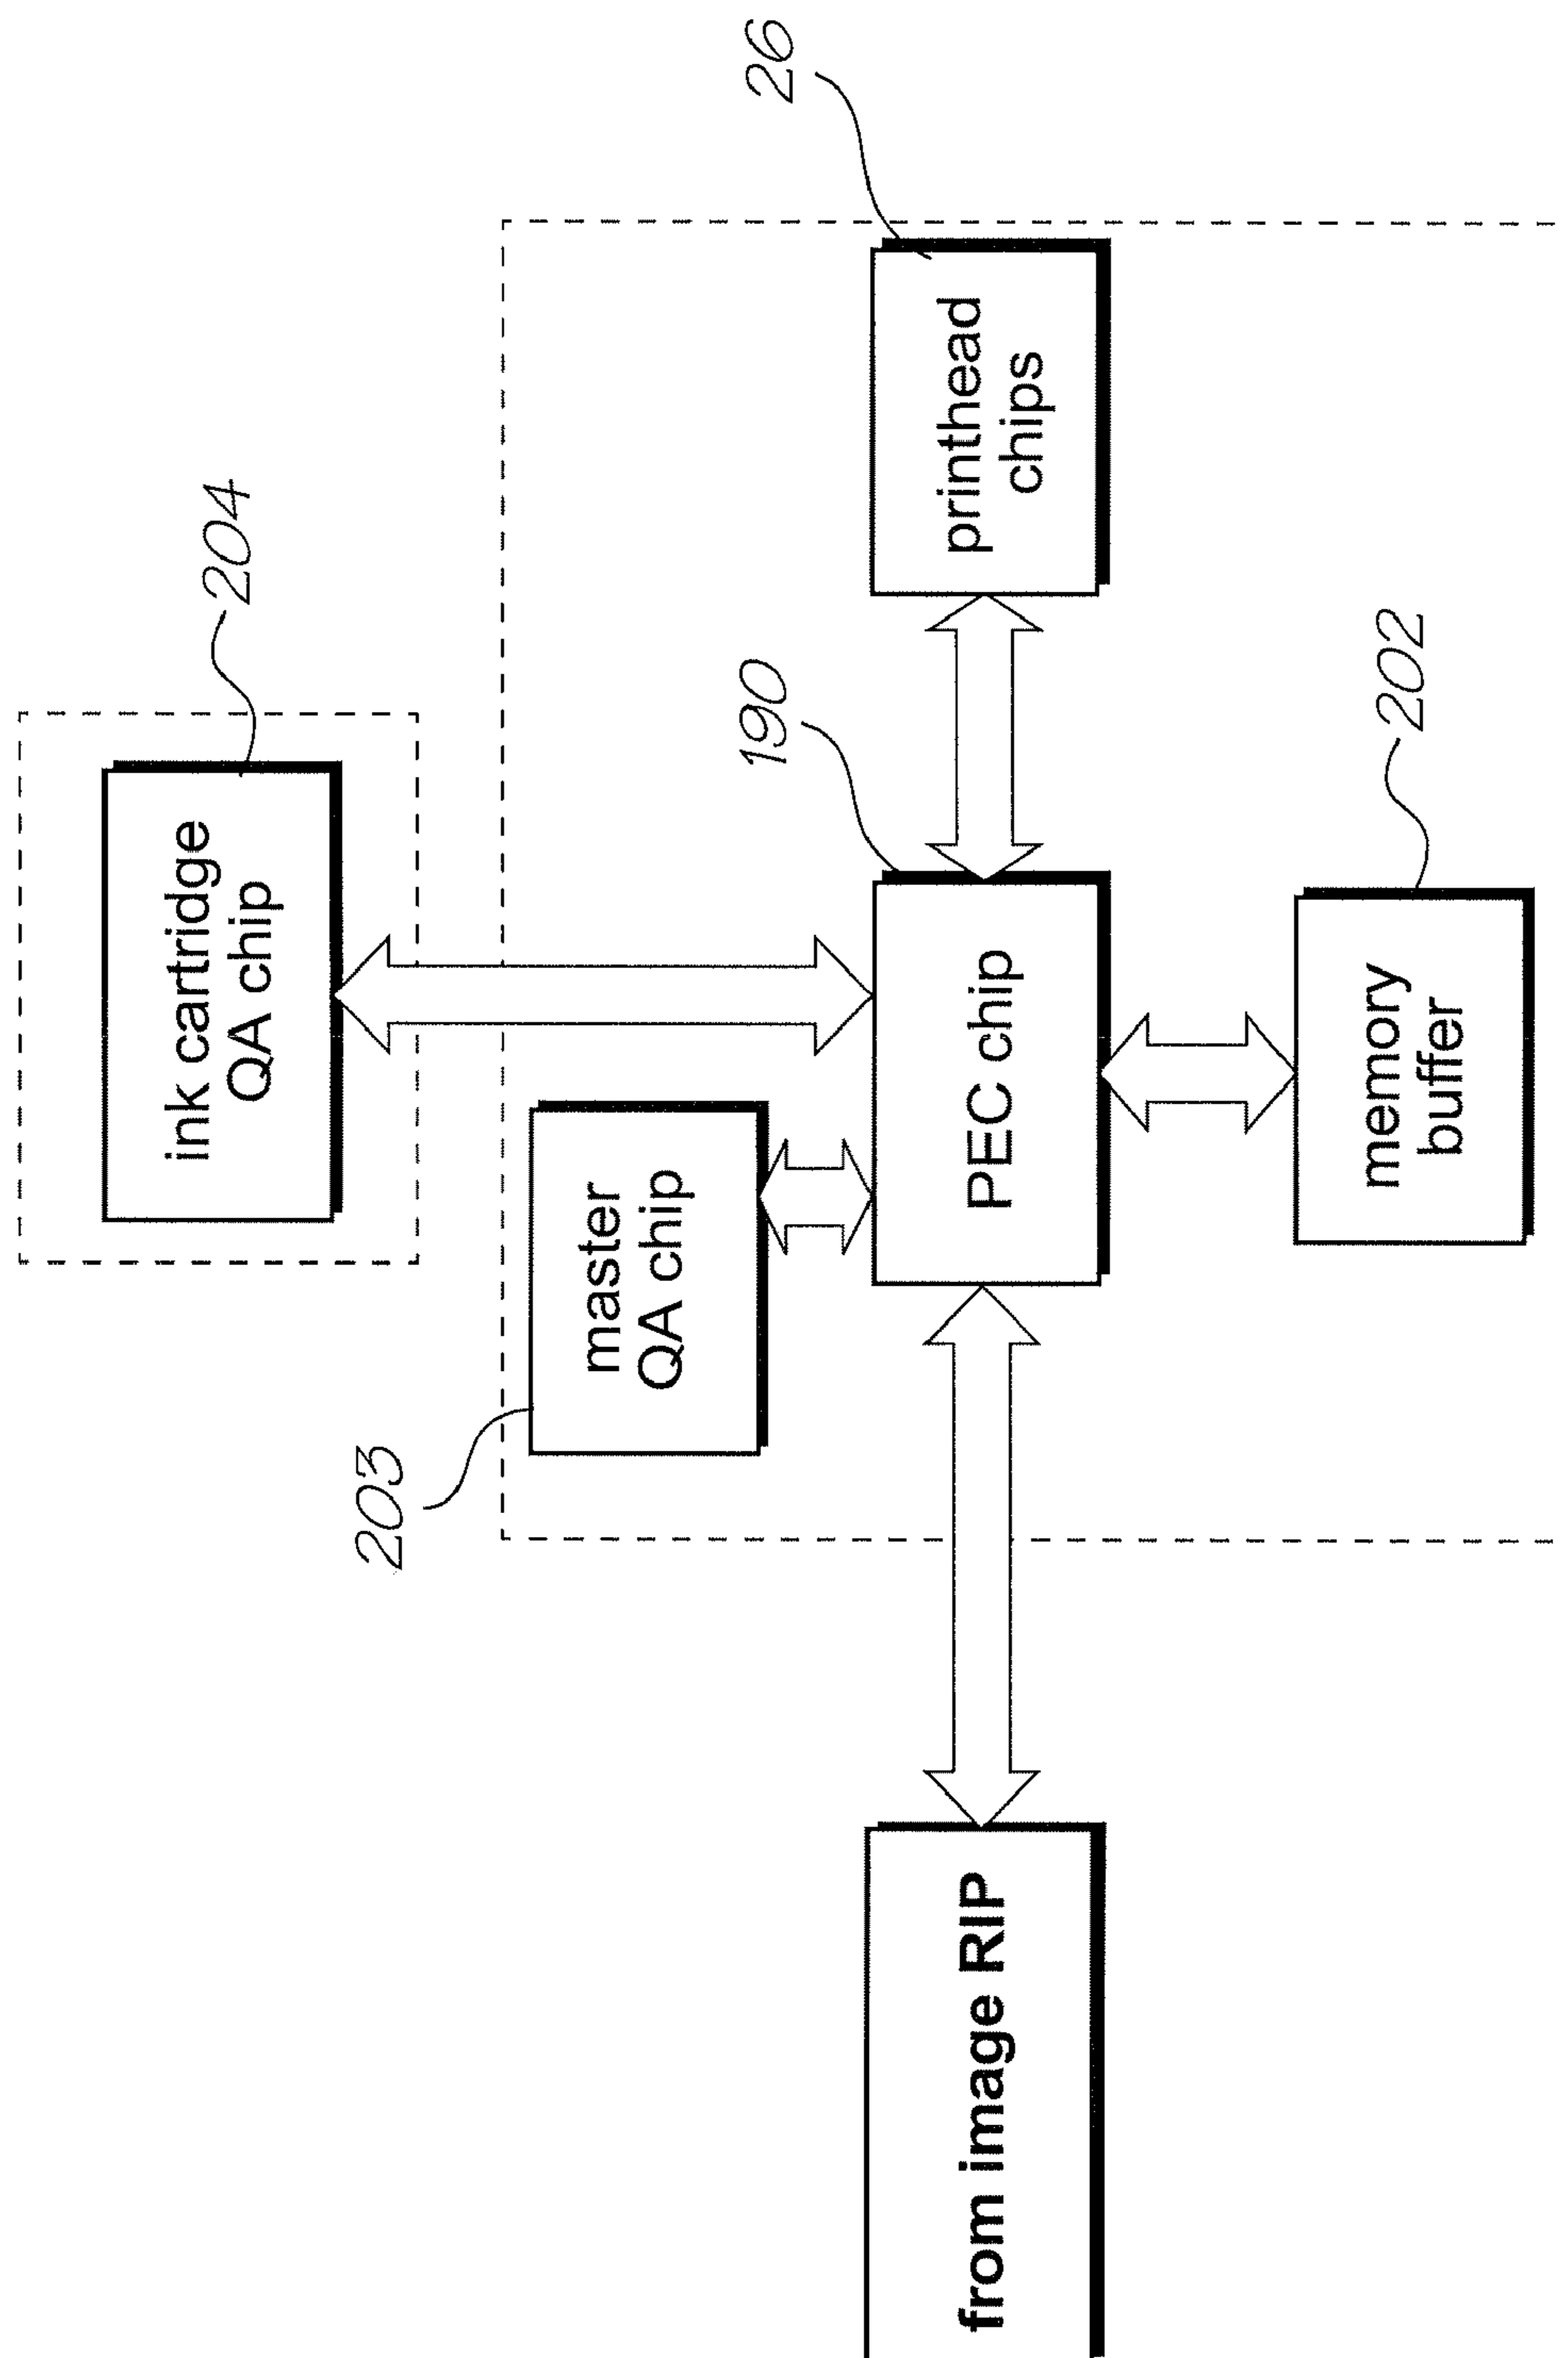 204
ink cartridge
QA chip
203
master
QA chip
26
190
from image RIP
PEC chip
printhead
chips
202
memory
buffer